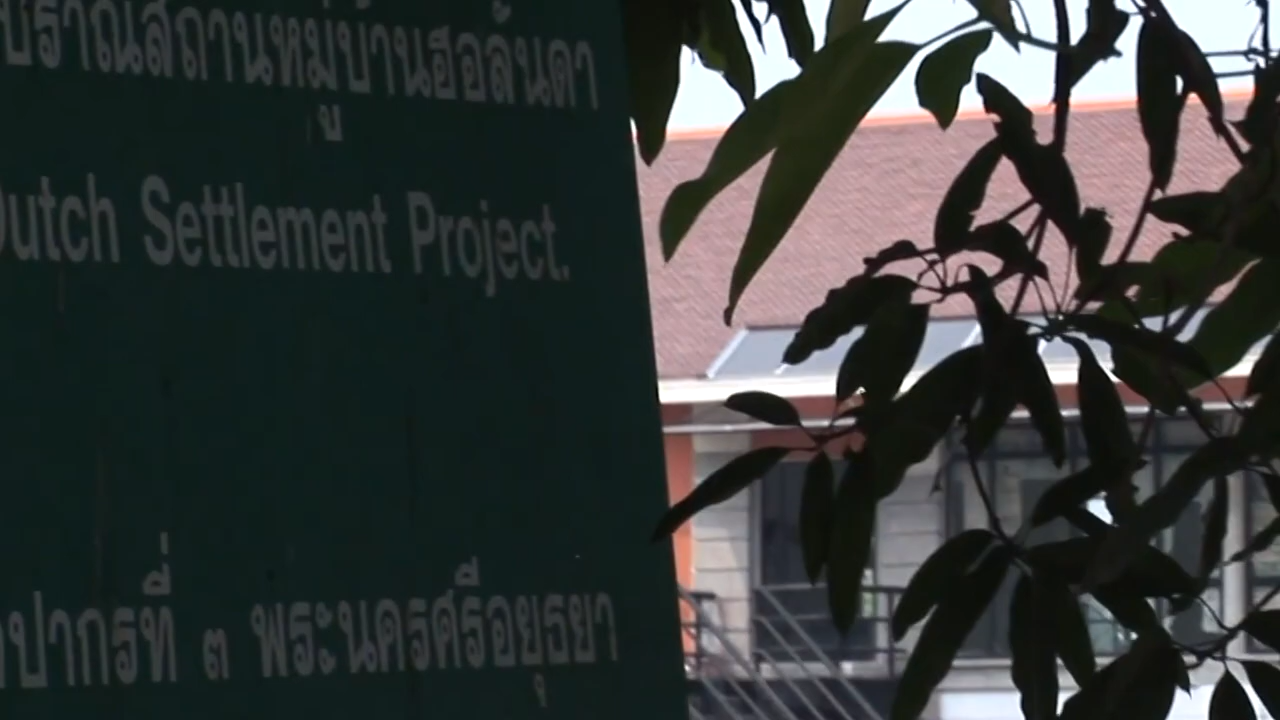 บูราณสถานหมู่บ้านฮอลันดา
Dutch Settlement Project.
ปากรที่ ๓ พระนครศรีอยุธยา